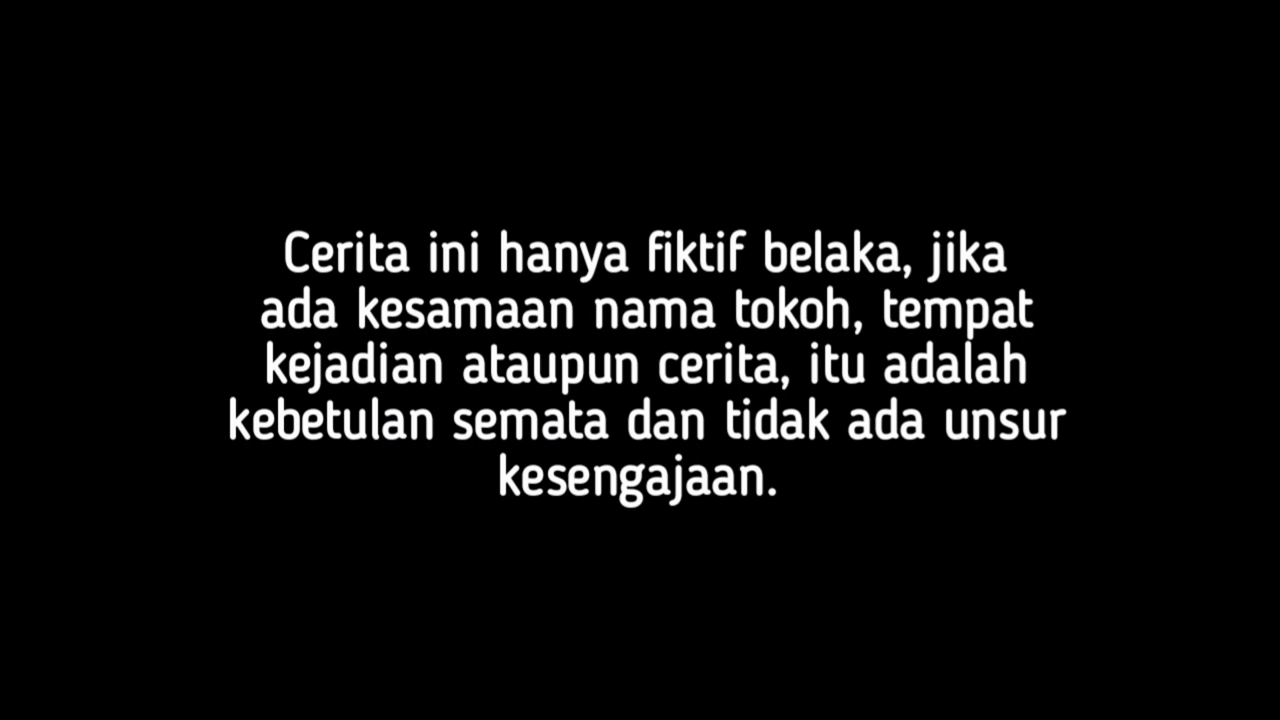 Cerita ini hanya fiktif belaka, jika
ada kesamaan nama tokoh, tempat
kejadian ataupun cerita, itu adalah
kebetulan semata dan tidak ada unsur
kesengajaan.